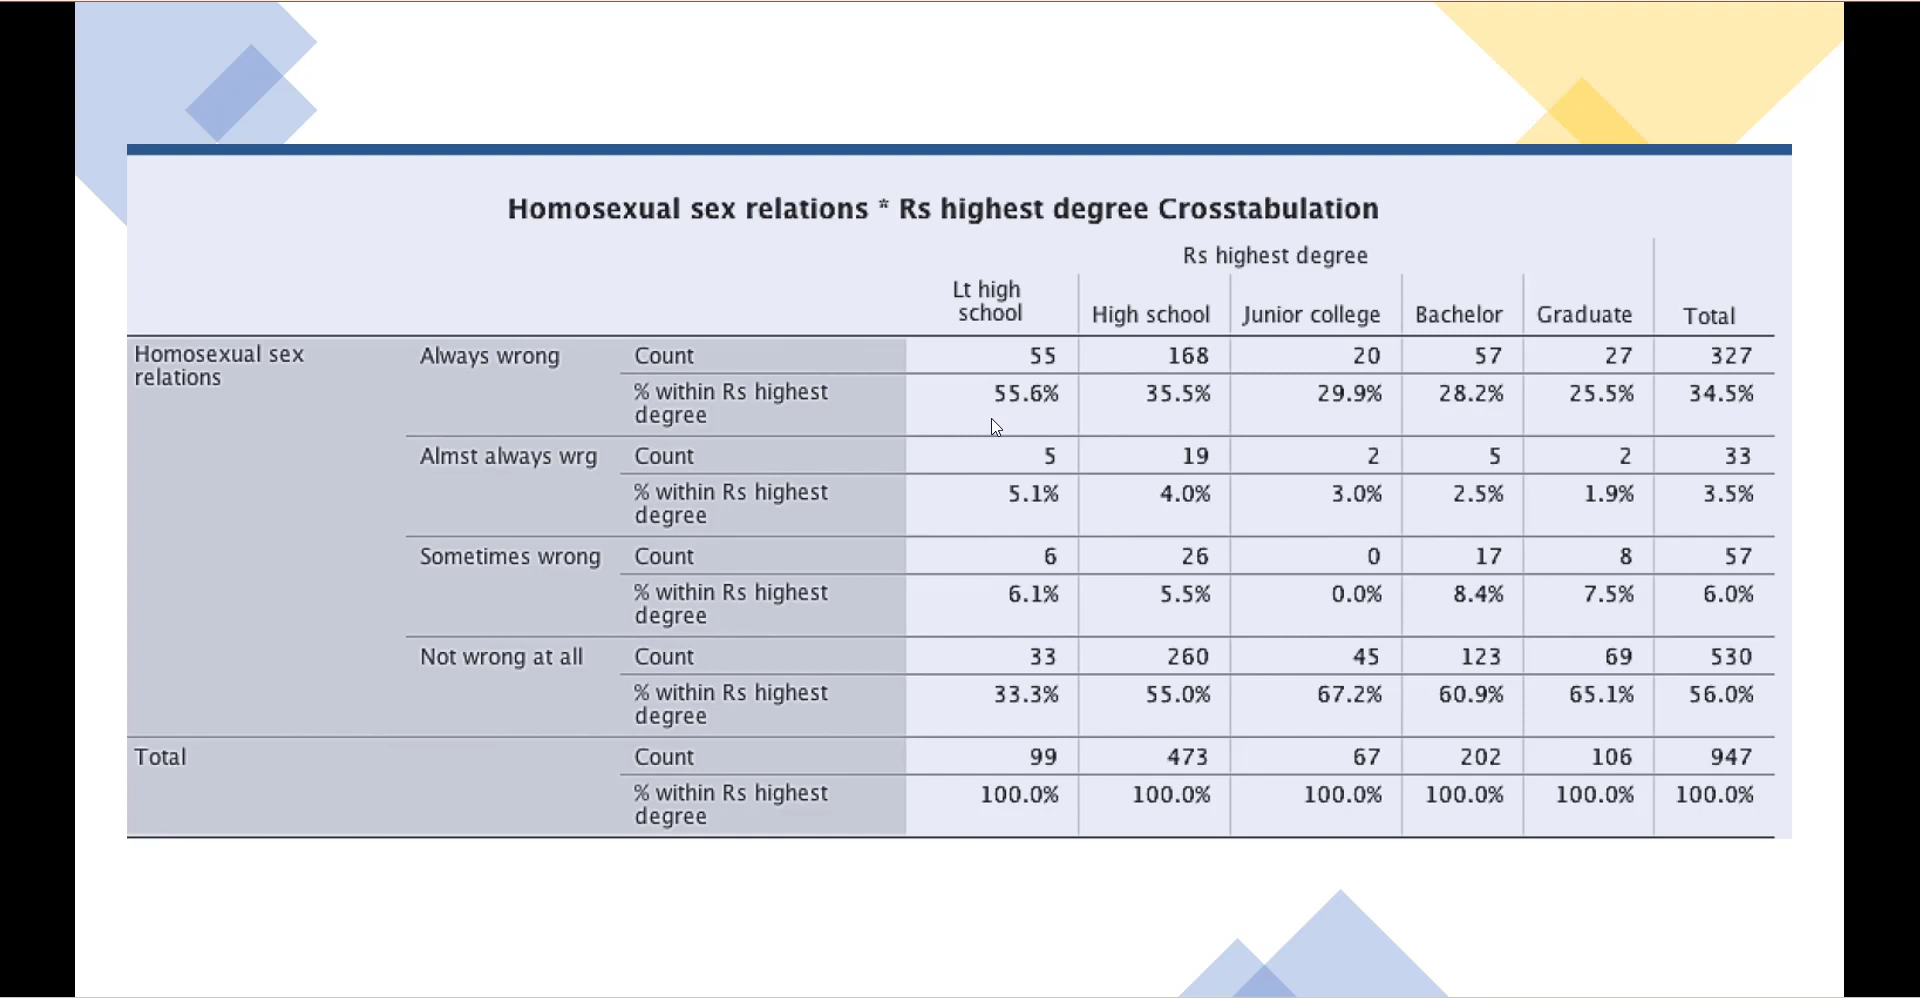 Homosexual sex relations * Rs highest degree Crosstabulation
Rs highest degree
Lt high school High school Junior college Bachelor Graduate Total
Homosexual sex relations Always wrong Count 55 168 20 57 27 327
% within Rs highest degree 55.6% 35.5% 29.9% 28.2% 25.5% 34.5%
Almst always wrg Count 5 19 2 5 2 33
% within Rs highest degree 5.1% 4.0% 3.0% 2.5% 1.9% 3.5%
Sometimes wrong Count 6 26 0 17 8 57
% within Rs highest degree 6.1% 5.5% 0.0% 8.4% 7.5% 6.0%
Not wrong at all Count 33 260 45 123 69 530
% within Rs highest degree 33.3% 55.0% 67.2% 60.9% 65.1% 56.0%
Total Count 99 473 67 202 106 947
% within Rs highest degree 100.0% 100.0% 100.0% 100.0% 100.0% 100.0%